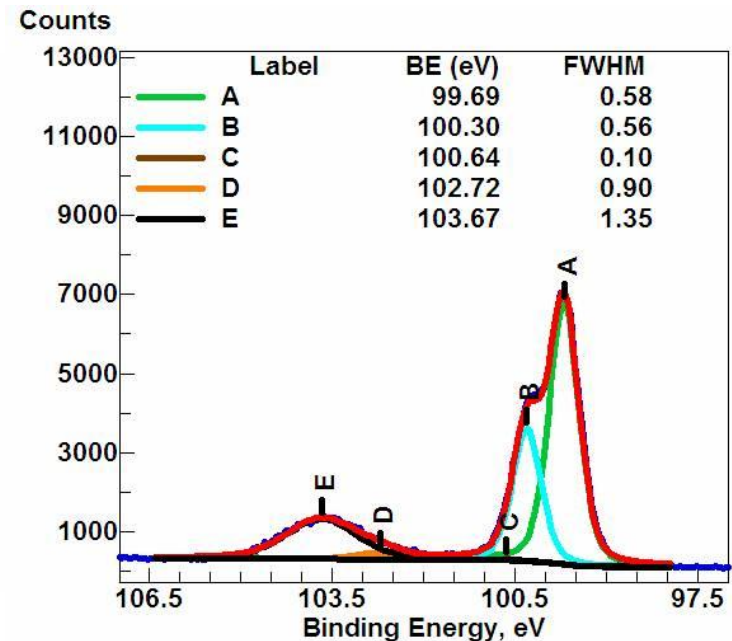 Counts
13000
Label BE (eV) FWHM
A 99.69 0.58
B 100.30 0.56
C 100.64 0.10
D 102.72 0.90
E 103.67 1.35
11000
9000
7000
5000
3000
1000
A
B
C
D
E
106.5 103.5 100.5 97.5
Binding Energy, eV